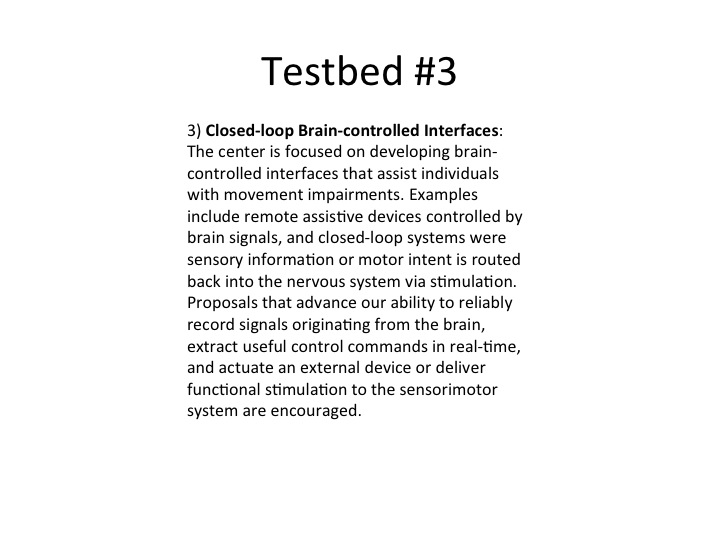 Testbed #3
3) Closed-loop Brain-controlled Interfaces:
The center is focused on developing brain-
controlled interfaces that assist individuals
with movement impairments. Examples
include remote assistive devices controlled by
brain signals, and closed-loop systems were
sensory information or motor intent is routed
back into the nervous system via stimulation.
Proposals that advance our ability to reliably
record signals originating from the brain,
extract useful control commands in real-time,
and actuate an external device or deliver
functional stimulation to the sensorimotor
system are encouraged.